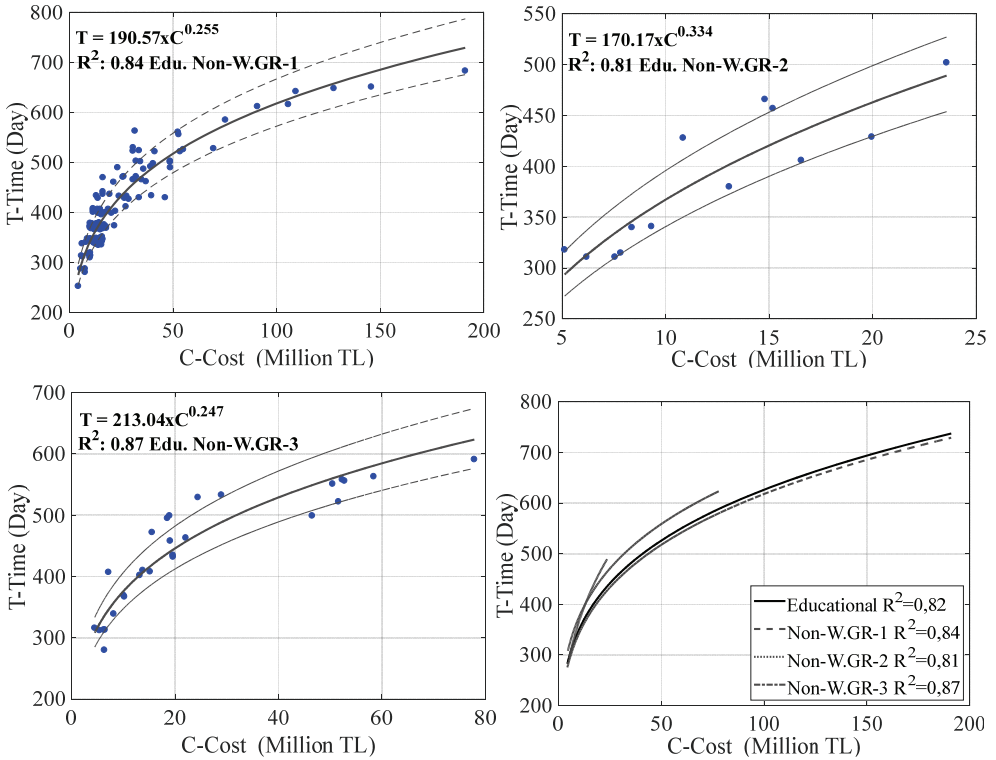 800
700
600
500
400
300
200
T-Time (Day)
T = 190.57xC^0.255
R²: 0.84 Edu. Non-W.GR-1
0
50
100
150
200
C-Cost (Million TL)
550
500
450
400
350
300
250
T-Time (Day)
T = 170.17xC^0.334
R²: 0.81 Edu. Non-W.GR-2
5
10
15
20
25
C-Cost (Million TL)
700
600
500
400
300
200
T-Time (Day)
T = 213.04xC^0.247
R²: 0.87 Edu. Non-W.GR-3
0
20
40
60
80
C-Cost (Million TL)
800
700
600
500
400
300
200
T-Time (Day)
Educational R²=0,82
Non-W.GR-1 R²=0,84
Non-W.GR-2 R²=0,81
Non-W.GR-3 R²=0,87
0
50
100
150
200
C-Cost (Million TL)